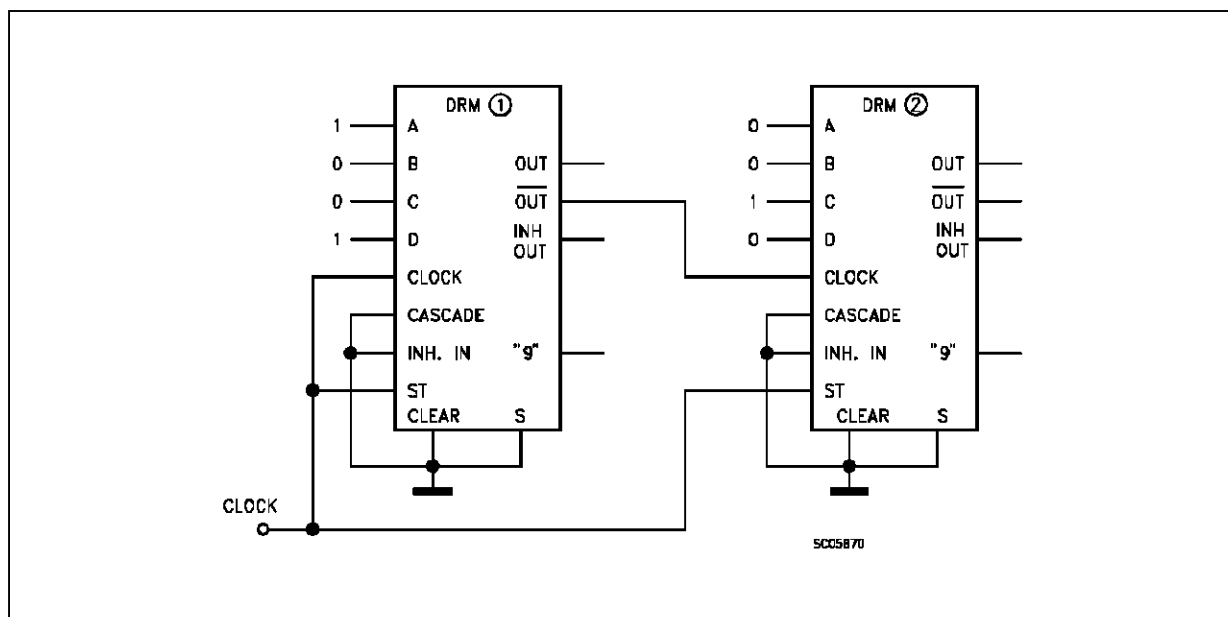 DRM ①
1 A
0 B OUT
0 C OUT
1 D INH OUT
CLOCK
CASCADE
INH. IN "9"
ST
CLEAR S
DRM ②
0 A
0 B OUT
1 C OUT
0 D INH OUT
CLOCK
CASCADE
INH. IN "9"
ST
CLEAR S
CLOCK
SC05870